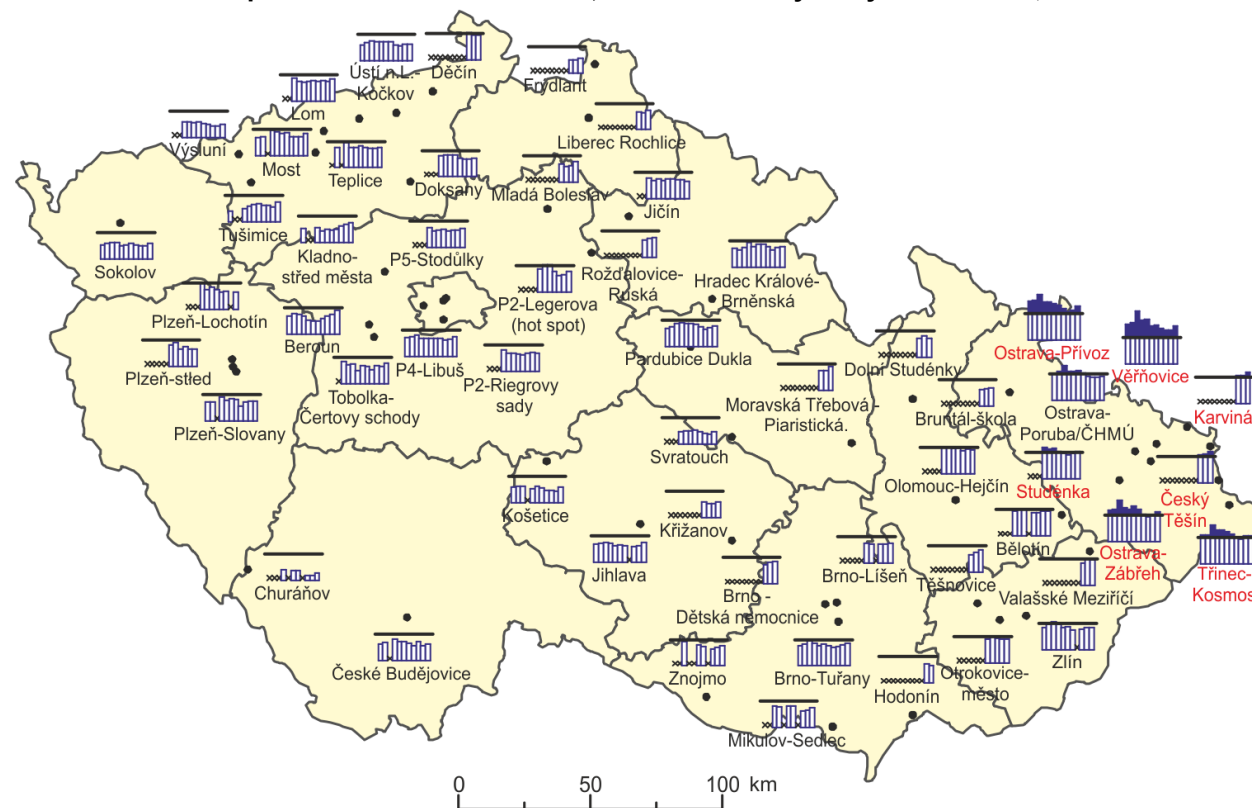 Ústí n.L.-
Kočkov
Děčín
Frýdlant
Lom
Výsluní
Most
Teplice
Doksany
Liberec Rochlice
Mladá Boleslav
Jičín
Tušimice
Sokolov
Kladno-
střed města
P5-Stodůlky
Rožďalovice-
Ruská
Hradec Králové-
Brněnská
P2-Legerova
(hot spot)
Plzeň-Lochotín
Beroun
P4-Libuš
Pardubice Dukla
Plzeň-střed
Tobolka-
Čertovy schody
P2-Riegrovy
sady
Plzeň-Slovany
Dolní Studénky
Moravská Třebová -
Piaristická.
Bruntál-škola
Ostrava-Přívoz
Věřňovice
Ostrava-
Poruba/ČHMÚ
Karviná
Svratouch
Olomouc-Hejčín
Studénka
Český
Těšín
Košetice
Křižanov
Bělotín
Ostrava-
Zábřeh
Třinec-
Kosmos
Churáňov
Jihlava
Brno -
Dětská nemocnice
Brno-Líšeň
Těšnovice
Valašské Meziříčí
České Budějovice
Znojmo
Brno-Tuřany
Hodonín
Otrokovice-
město
Zlín
Mikulov-Sedlec
0 50 100 km